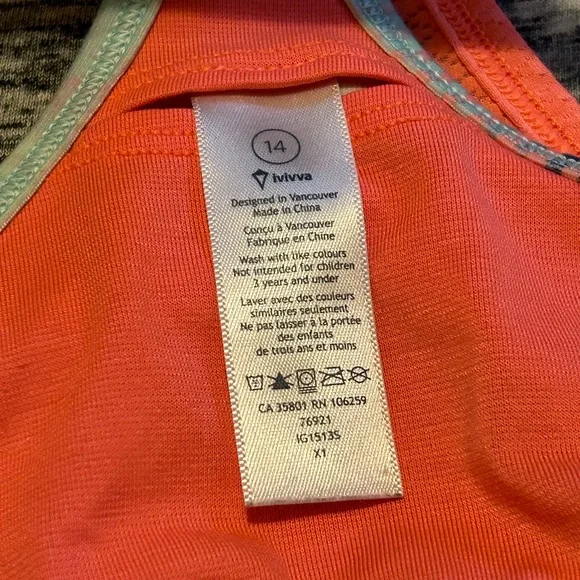 14
ivivva
Designed in Vancouver
Made in China
Conçu à Vancouver
Fabriqué en Chine
Wash with like colours
Not intended for children
3 years and under
Laver avec des couleurs
similaires seulement
Ne pas laisser à la portée
des enfants
de trois ans et moins
CA 35801 RN 106259
76921
IG1513S
X1